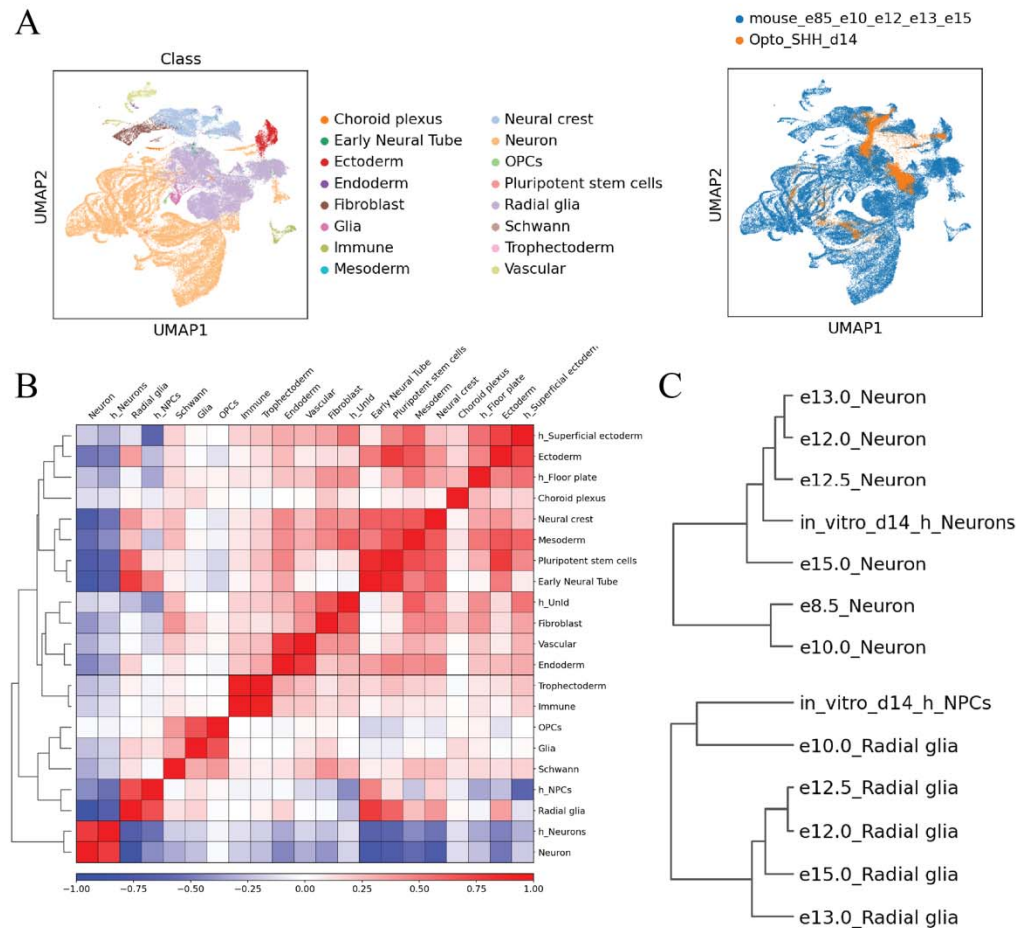 A
Class
Choroid plexus
Early Neural Tube
Ectoderm
Endoderm
Fibroblast
Glia
Immune
Mesoderm
Neural crest
Neuron
OPCs
Pluripotent stem cells
Radial glia
Schwann
Trophectoderm
Vascular
UMAP2
UMAP1
mouse_e85_e10_e12_e13_e15
Opto_SHH_d14
UMAP2
UMAP1
B
Neuron
h_Neurons
Radial glia
h_NPCs
Schwann
Glia
OPCs
Immune
Trophectoderm
Endoderm
Vascular
Fibroblast
h_UnId
Early Neural Tube
Pluripotent stem cells
Mesoderm
Neural crest
Choroid plexus
h_Floor plate
Ectoderm
h_Superficial ectoderm
h_Superficial ectoderm
Ectoderm
h_Floor plate
Choroid plexus
Neural crest
Mesoderm
Pluripotent stem cells
Early Neural Tube
h_UnId
Fibroblast
Vascular
Endoderm
Trophectoderm
Immune
OPCs
Glia
Schwann
h_NPCs
Radial glia
h_Neurons
Neuron
−1.00 −0.75 −0.50 −0.25 0.00 0.25 0.50 0.75 1.00
C
e13.0_Neuron
e12.0_Neuron
e12.5_Neuron
in_vitro_d14_h_Neurons
e15.0_Neuron
e8.5_Neuron
e10.0_Neuron
in_vitro_d14_h_NPCs
e10.0_Radial glia
e12.5_Radial glia
e12.0_Radial glia
e15.0_Radial glia
e13.0_Radial glia